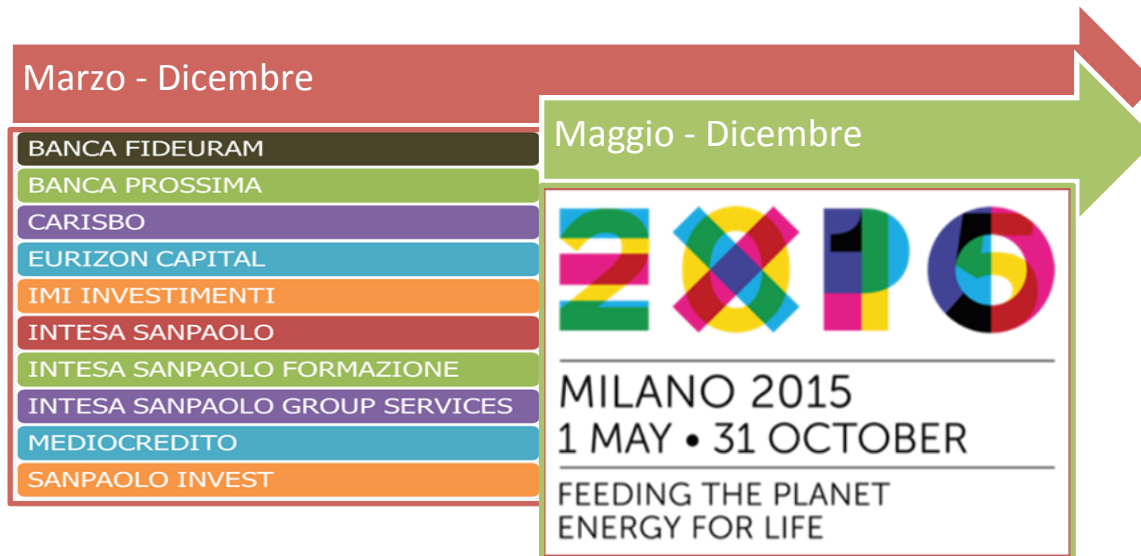 Marzo - Dicembre
BANCA FIDEURAM
BANCA PROSSIMA
CARISBO
EURIZON CAPITAL
IMI INVESTIMENTI
INTESA SANPAOLO
INTESA SANPAOLO FORMAZIONE
INTESA SANPAOLO GROUP SERVICES
MEDIOCREDITO
SANPAOLO INVEST
Maggio - Dicembre
EXPO 2015
MILANO 2015
1 MAY • 31 OCTOBER
FEEDING THE PLANET
ENERGY FOR LIFE